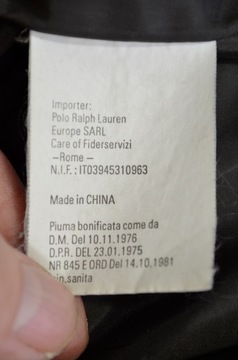 Importer:
Polo Ralph Lauren
Europe SARL
Care of Fiderservizi
–Rome –
N.I.F.: IT03945310963
Made in CHINA
Piuma bonificata come da
D.M. Del 10.11.1976
D.P.R. DEL 23.01.1975
NR 845 E ORD Del 14.10.1981
in.sanita